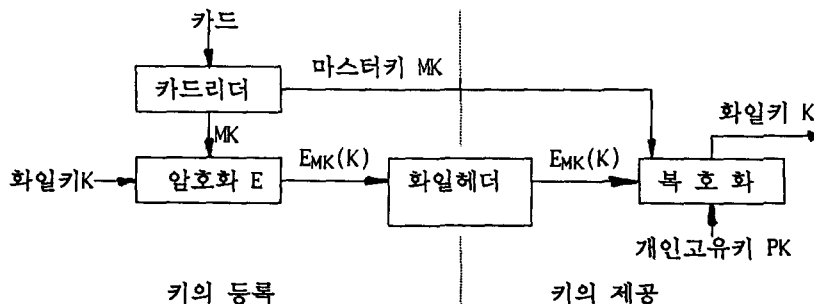 카드
카드리더
마스터키 MK
화일키 K
MK
화일키K
암호화 E
EMK(K)
화일헤더
EMK(K)
복 호 화
개인고유키 PK
키의 등록
키의 제공